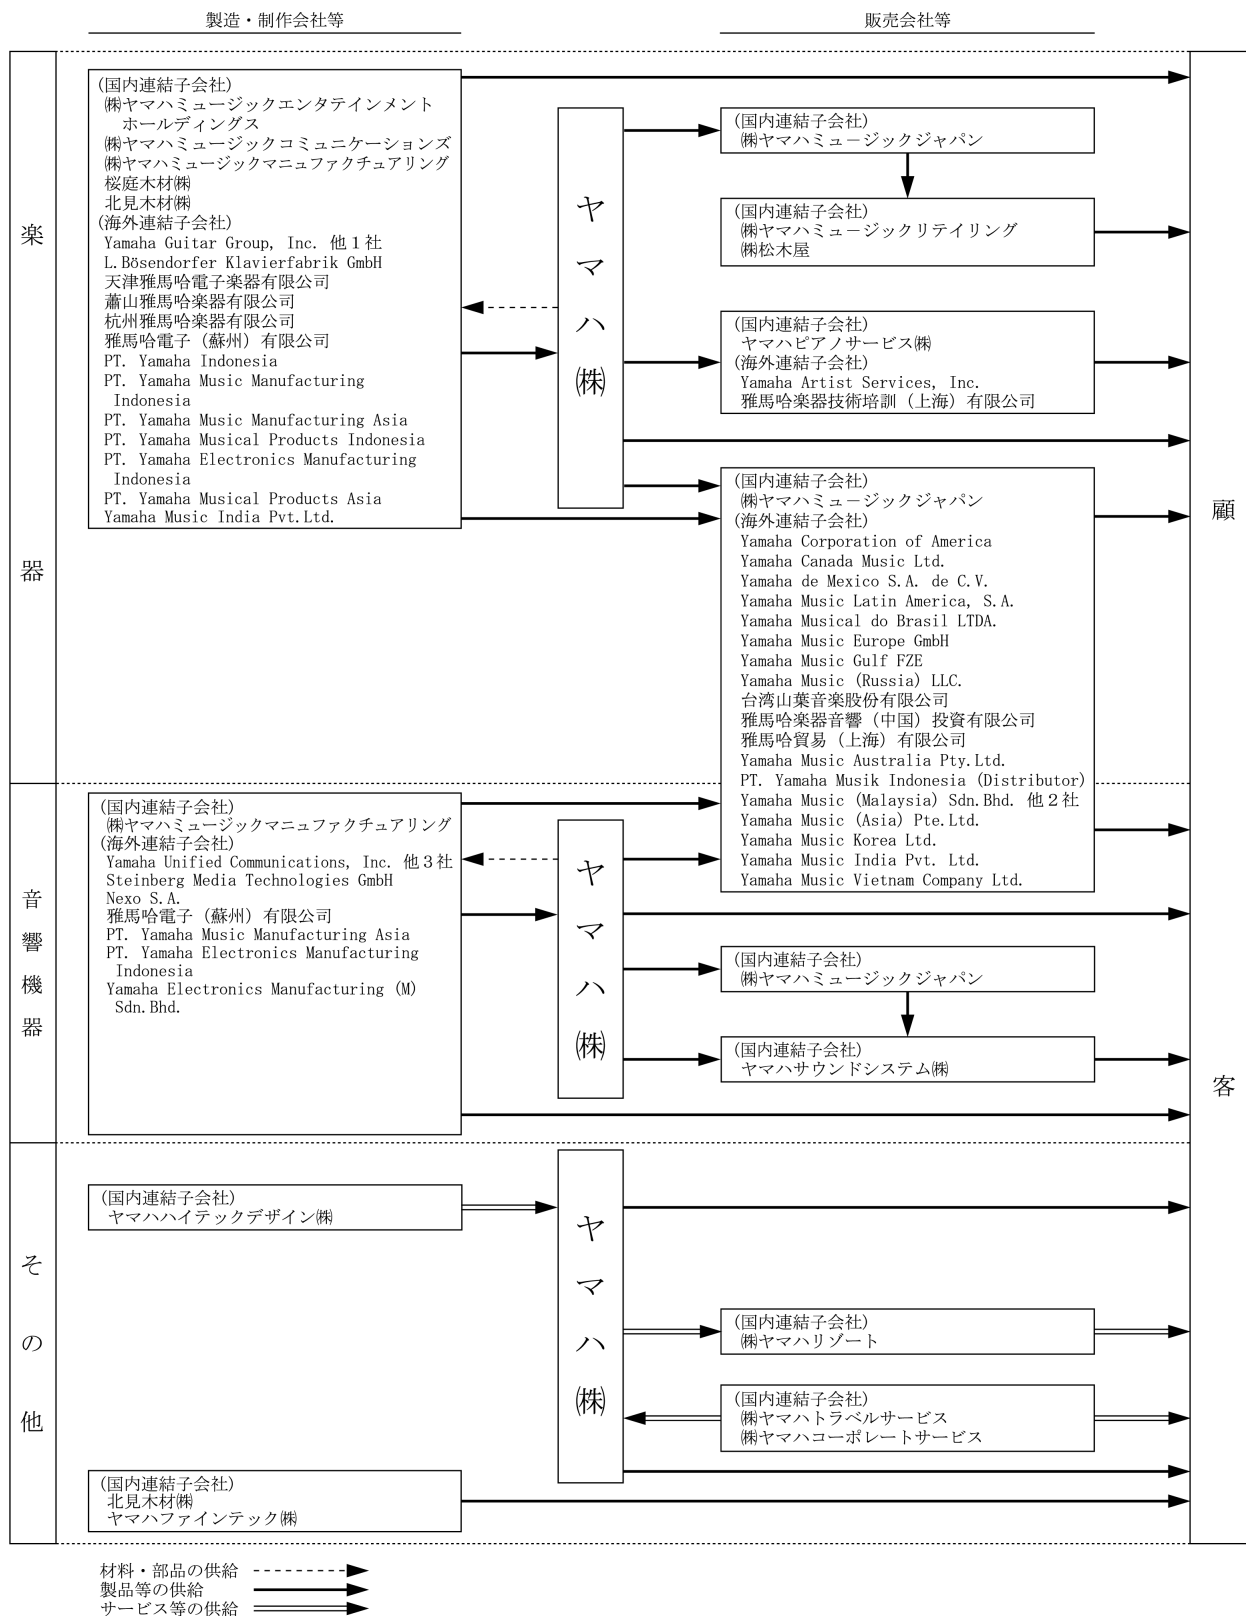 製造・制作会社等
販売会社等
楽器
(国内連結子会社)
㈱ヤマハミュージックエンタテインメント
ホールディングス
㈱ヤマハミュージックコミュニケーションズ
㈱ヤマハミュージックマニュファクチュアリング
桜庭木材㈱
北見木材㈱
(海外連結子会社)
Yamaha Guitar Group, Inc. 他１社
L.Bösendorfer Klavierfabrik GmbH
天津雅馬哈電子楽器有限公司
蕭山雅馬哈楽器有限公司
杭州雅馬哈楽器有限公司
雅馬哈電子（蘇州）有限公司
PT. Yamaha Indonesia
PT. Yamaha Music Manufacturing
Indonesia
PT. Yamaha Music Manufacturing Asia
PT. Yamaha Musical Products Indonesia
PT. Yamaha Electronics Manufacturing
Indonesia
PT. Yamaha Musical Products Asia
Yamaha Music India Pvt.Ltd.
ヤマハ㈱
(国内連結子会社)
㈱ヤマハミュージックジャパン
(国内連結子会社)
㈱ヤマハミュージックリテイリング
㈱松木屋
(国内連結子会社)
ヤマハピアノサービス㈱
(海外連結子会社)
Yamaha Artist Services, Inc.
雅馬哈楽器技術培訓（上海）有限公司
(国内連結子会社)
㈱ヤマハミュージックジャパン
(海外連結子会社)
Yamaha Corporation of America
Yamaha Canada Music Ltd.
Yamaha de Mexico S.A. de C.V.
Yamaha Music Latin America, S.A.
Yamaha Musical do Brasil LTDA.
Yamaha Music Europe GmbH
Yamaha Music Gulf FZE
Yamaha Music (Russia) LLC.
台湾山葉音楽股份有限公司
雅馬哈楽器音響（中国）投資有限公司
雅馬哈貿易（上海）有限公司
Yamaha Music Australia Pty.Ltd.
PT. Yamaha Musik Indonesia (Distributor)
Yamaha Music (Malaysia) Sdn.Bhd. 他２社
Yamaha Music (Asia) Pte.Ltd.
Yamaha Music Korea Ltd.
Yamaha Music India Pvt. Ltd.
Yamaha Music Vietnam Company Ltd.
顧客
音響機器
(国内連結子会社)
㈱ヤマハミュージックマニュファクチュアリング
(海外連結子会社)
Yamaha Unified Communications, Inc. 他３社
Steinberg Media Technologies GmbH
Nexo S.A.
雅馬哈電子（蘇州）有限公司
PT. Yamaha Music Manufacturing Asia
PT. Yamaha Electronics Manufacturing
Indonesia
Yamaha Electronics Manufacturing (M)
Sdn.Bhd.
ヤマハ㈱
(国内連結子会社)
㈱ヤマハミュージックジャパン
(国内連結子会社)
ヤマハサウンドシステム㈱
その他
(国内連結子会社)
ヤマハハイテックデザイン㈱
ヤマハ㈱
(国内連結子会社)
㈱ヤマハリゾート
(国内連結子会社)
㈱ヤマハトラベルサービス
㈱ヤマハコーポレートサービス
(国内連結子会社)
北見木材㈱
ヤマハファインテック㈱
材料・部品の供給
製品等の供給
サービス等の供給